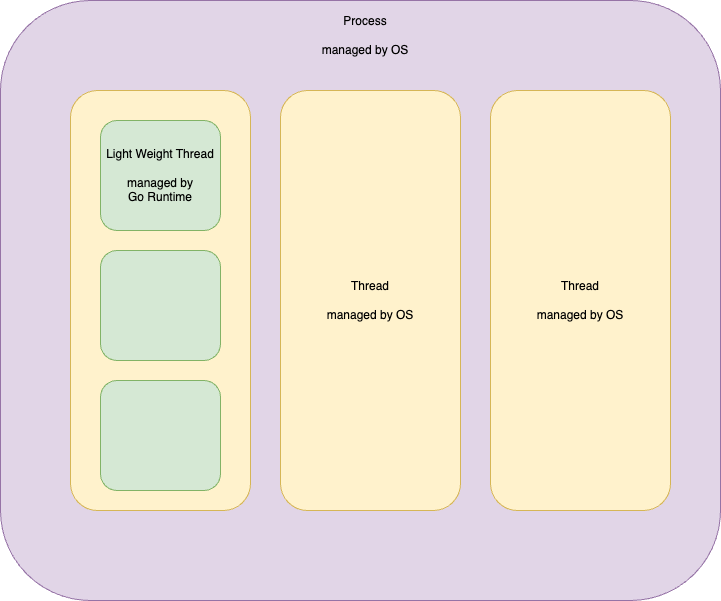 Process
managed by OS
Light Weight Thread
managed by
Go Runtime
Thread
managed by OS
Thread
managed by OS